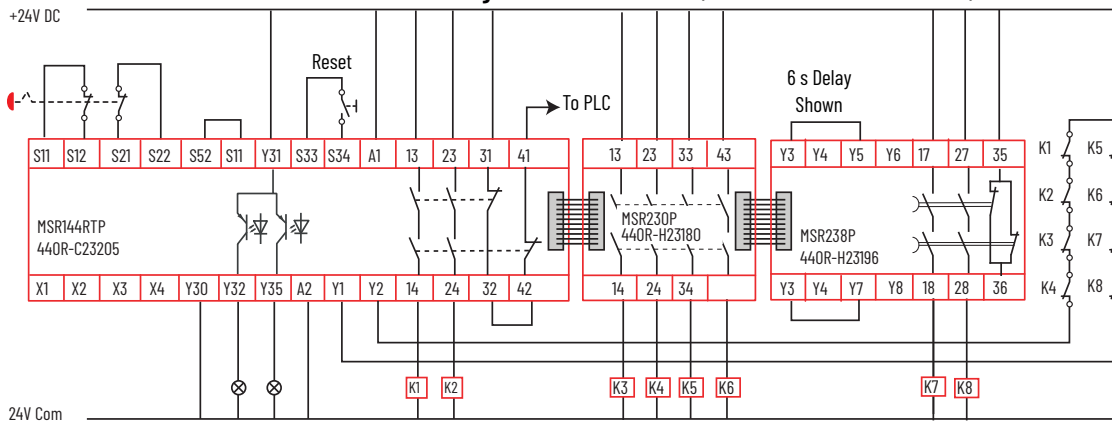 +24V DC
Reset
To PLC
6 s Delay
Shown
S11 S12 S21 S22 S52 S11 Y31 S33 S34 A1 13 23 31 41
13 23 33 43
Y3 Y4 Y5 Y6 17 27 35
K1 K5
K2 K6
K3 K7
K4 K8
MSR144RTP
440R-C23205
MSR230P
440R-H23180
MSR238P
440R-H23196
X1 X2 X3 X4 Y30 Y32 Y35 A2 Y1 Y2 14 24 32 42
14 24 34
Y3 Y4 Y7 Y8 18 28 36
K1 K2 K3 K4 K5 K6 K7 K8
24V Com